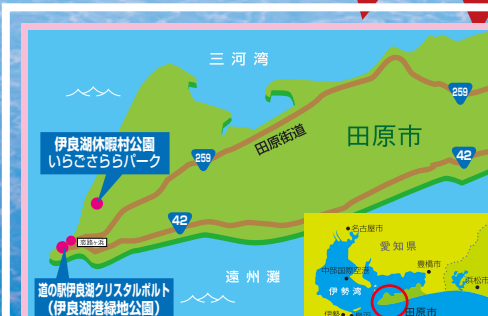 三河湾
259
田原街道
田原市
伊良湖休暇村公園
いらごさららパーク
259
42
42
恋路ヶ浜
道の駅伊良湖クリスタルポルト
(伊良湖港緑地公園)
遠州灘
名古屋市
愛知県
中部国際空港
豊橋市
浜松市
伊勢湾
田原市